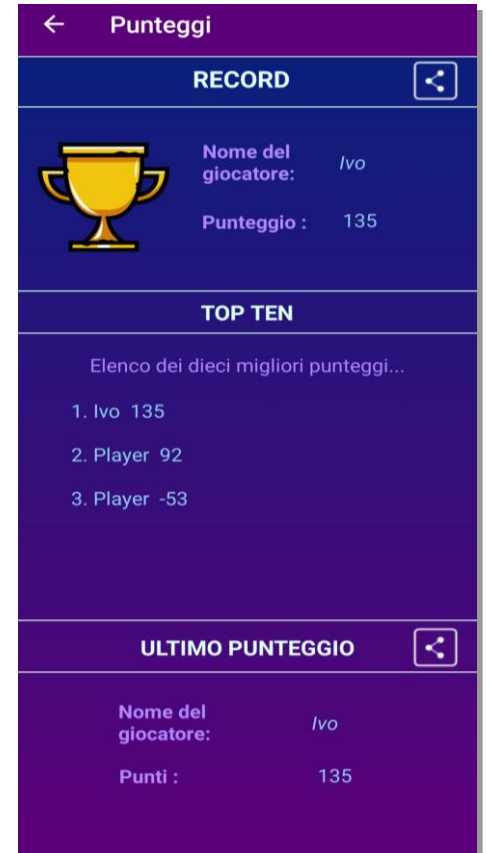 Punteggi
RECORD
Nome del
giocatore:
Ivo
Punteggio :
135
TOP TEN
Elenco dei dieci migliori punteggi...
1. Ivo 135
2. Player 92
3. Player -53
ULTIMO PUNTEGGIO
Nome del
giocatore:
Ivo
Punti :
135